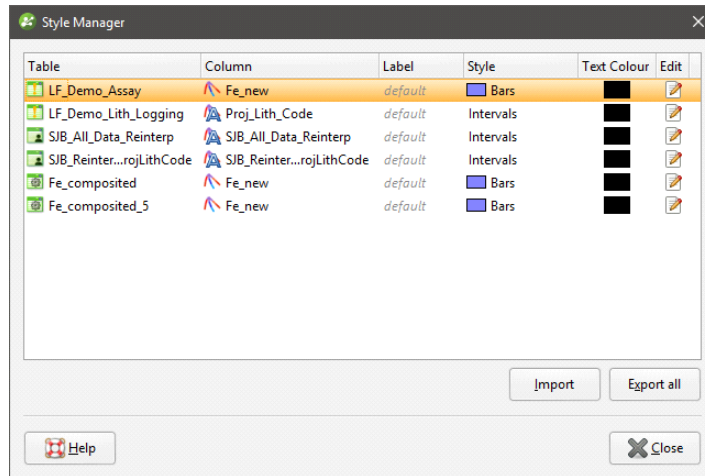 Style Manager
Table Column Label Style Text Colour Edit
LF_Demo_Assay Fe_new default Bars
LF_Demo_Lith_Logging Proj_Lith_Code default Intervals
SJB_All_Data_Reinterp SJB_All_Data_Reinterp default Intervals
SJB_Reinter...rojLithCode SJB_Reinter...rojLithCode default Intervals
Fe_composited Fe_new default Bars
Fe_composited_5 Fe_new default Bars
Import Export all
Help Close